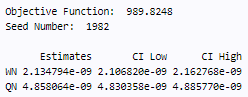 Objective Function:  989.8248
Seed Number:  1982
Estimates CI Low CI High
WN 2.134794e-09 2.106820e-09 2.162768e-09
QN 4.858064e-09 4.830358e-09 4.885770e-09